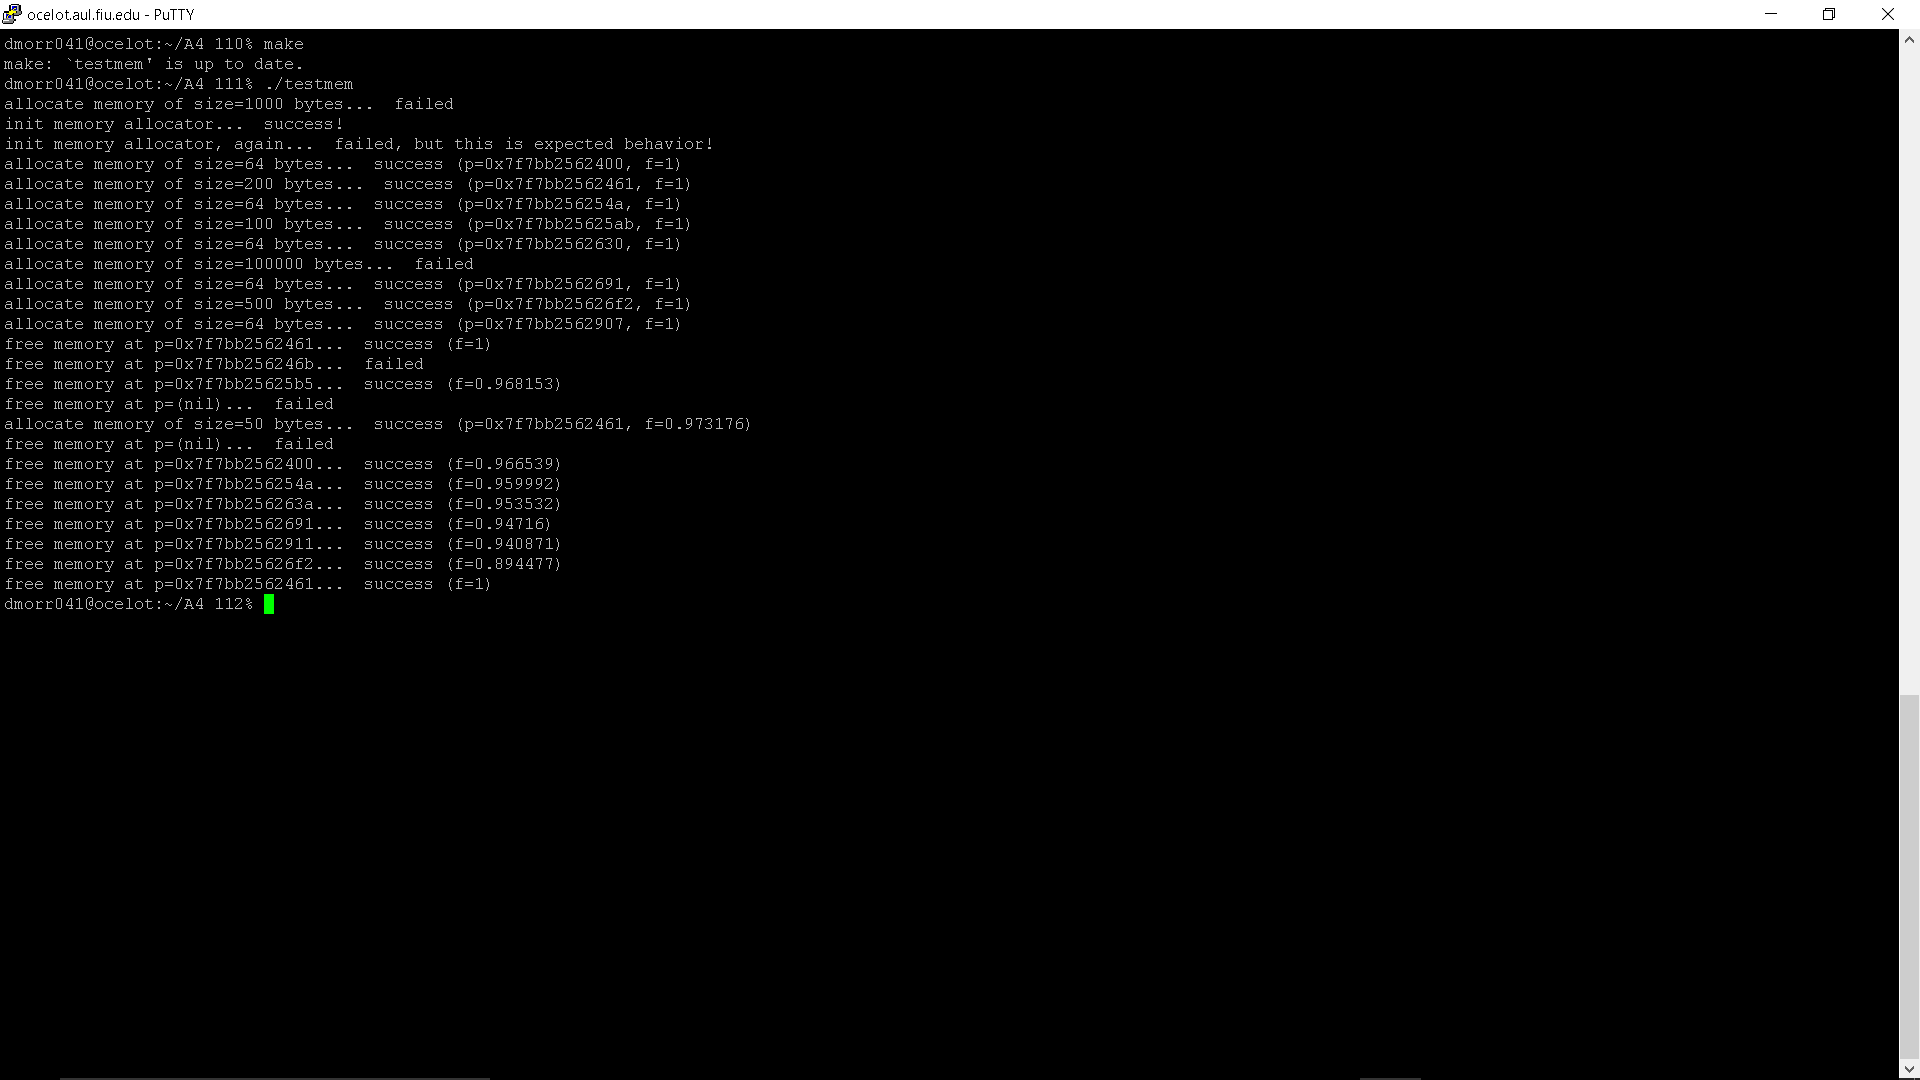 ocelot.aul.fiu.edu - PuTTY
dmorr041@ocelot:~/A4 110% make
make: `testmem' is up to date.
dmorr041@ocelot:~/A4 111% ./testmem
allocate memory of size=1000 bytes...  failed
init memory allocator...  success!
init memory allocator, again...  failed, but this is expected behavior!
allocate memory of size=64 bytes...  success (p=0x7f7bb2562400, f=1)
allocate memory of size=200 bytes...  success (p=0x7f7bb2562461, f=1)
allocate memory of size=64 bytes...  success (p=0x7f7bb256254a, f=1)
allocate memory of size=100 bytes...  success (p=0x7f7bb25625ab, f=1)
allocate memory of size=64 bytes...  success (p=0x7f7bb2562630, f=1)
allocate memory of size=100000 bytes...  failed
allocate memory of size=64 bytes...  success (p=0x7f7bb2562691, f=1)
allocate memory of size=500 bytes...  success (p=0x7f7bb25626f2, f=1)
allocate memory of size=64 bytes...  success (p=0x7f7bb2562907, f=1)
free memory at p=0x7f7bb2562461...  success (f=1)
free memory at p=0x7f7bb256246b...  failed
free memory at p=0x7f7bb25625b5...  success (f=0.968153)
free memory at p=(nil)...  failed
allocate memory of size=50 bytes...  success (p=0x7f7bb2562461, f=0.973176)
free memory at p=(nil)...  failed
free memory at p=0x7f7bb2562400...  success (f=0.966539)
free memory at p=0x7f7bb256254a...  success (f=0.959992)
free memory at p=0x7f7bb256263a...  success (f=0.953532)
free memory at p=0x7f7bb2562691...  success (f=0.94716)
free memory at p=0x7f7bb2562911...  success (f=0.940871)
free memory at p=0x7f7bb25626f2...  success (f=0.894477)
free memory at p=0x7f7bb2562461...  success (f=1)
dmorr041@ocelot:~/A4 112%